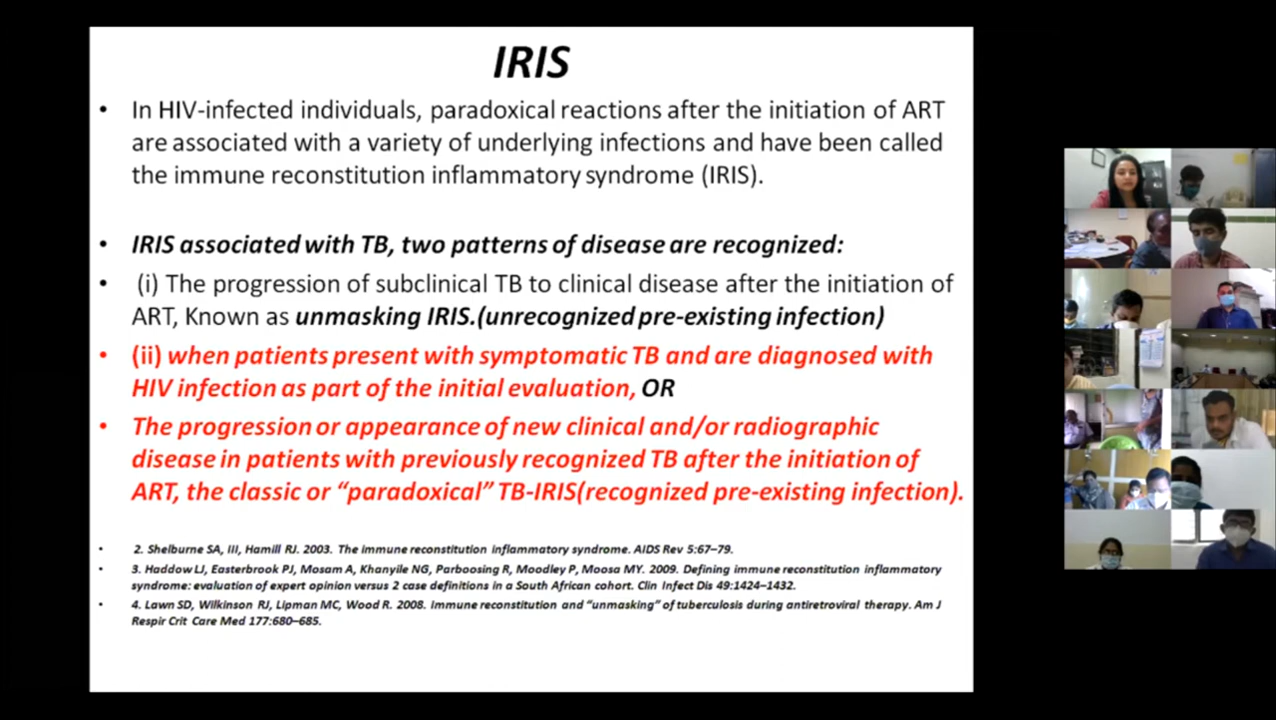 IRIS
• In HIV-infected individuals, paradoxical reactions after the initiation of ART
are associated with a variety of underlying infections and have been called
the immune reconstitution inflammatory syndrome (IRIS).
• IRIS associated with TB, two patterns of disease are recognized:
• (i) The progression of subclinical TB to clinical disease after the initiation of
ART, Known as unmasking IRIS.(unrecognized pre-existing infection)
• (ii) when patients present with symptomatic TB and are diagnosed with
HIV infection as part of the initial evaluation, OR
• The progression or appearance of new clinical and/or radiographic
disease in patients with previously recognized TB after the initiation of
ART, the classic or “paradoxical” TB-IRIS(recognized pre-existing infection).
• 2. Shelburne SA, III, Hamill RJ. 2003. The immune reconstitution inflammatory syndrome. AIDS Rev 5:67–79.
• 3. Haddow LJ, Easterbrook PJ, Mosam A, Khanyile NG, Parboosing R, Moodley P, Moosa MY. 2009. Defining immune reconstitution inflammatory
syndrome: evaluation of expert opinion versus 2 case definitions in a South African cohort. Clin Infect Dis 49:1424–1432.
• 4. Lawn SD, Wilkinson RJ, Lipman MC, Wood R. 2008. Immune reconstitution and “unmasking” of tuberculosis during antiretroviral therapy. Am J
Respir Crit Care Med 177:680–685.